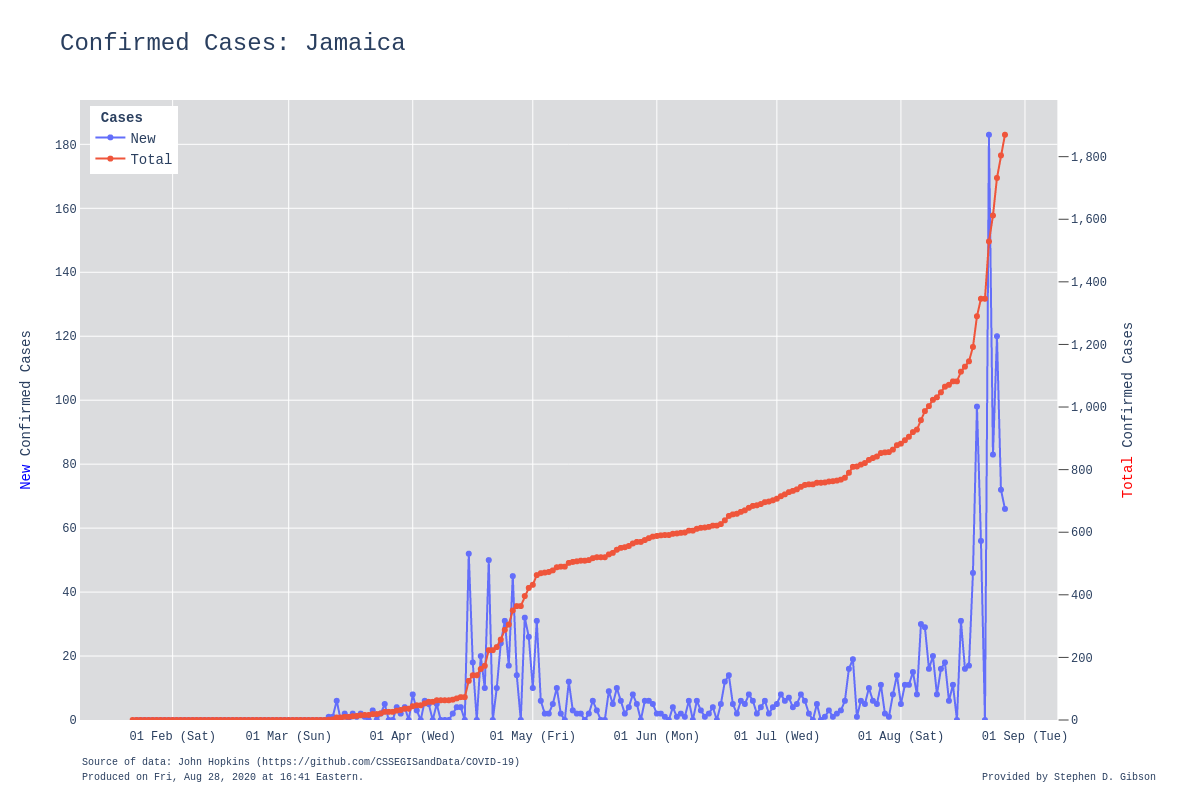 Confirmed Cases: Jamaica
Cases
New
Total
180
160
140
120
100
80
60
40
20
0
1,800
1,600
1,400
1,200
1,000
800
600
400
200
0
New Confirmed Cases
Total Confirmed Cases
01 Feb (Sat)
01 Mar (Sun)
01 Apr (Wed)
01 May (Fri)
01 Jun (Mon)
01 Jul (Wed)
01 Aug (Sat)
01 Sep (Tue)
Source of data: John Hopkins (https://github.com/CSSEGISandData/COVID-19)
Produced on Fri, Aug 28, 2020 at 16:41 Eastern.
Provided by Stephen D. Gibson